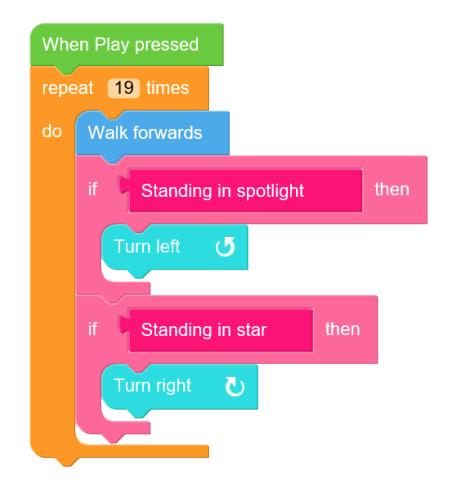 When Play pressed
repeat 19 times
do Walk forwards
if Standing in spotlight then
Turn left
if Standing in star then
Turn right